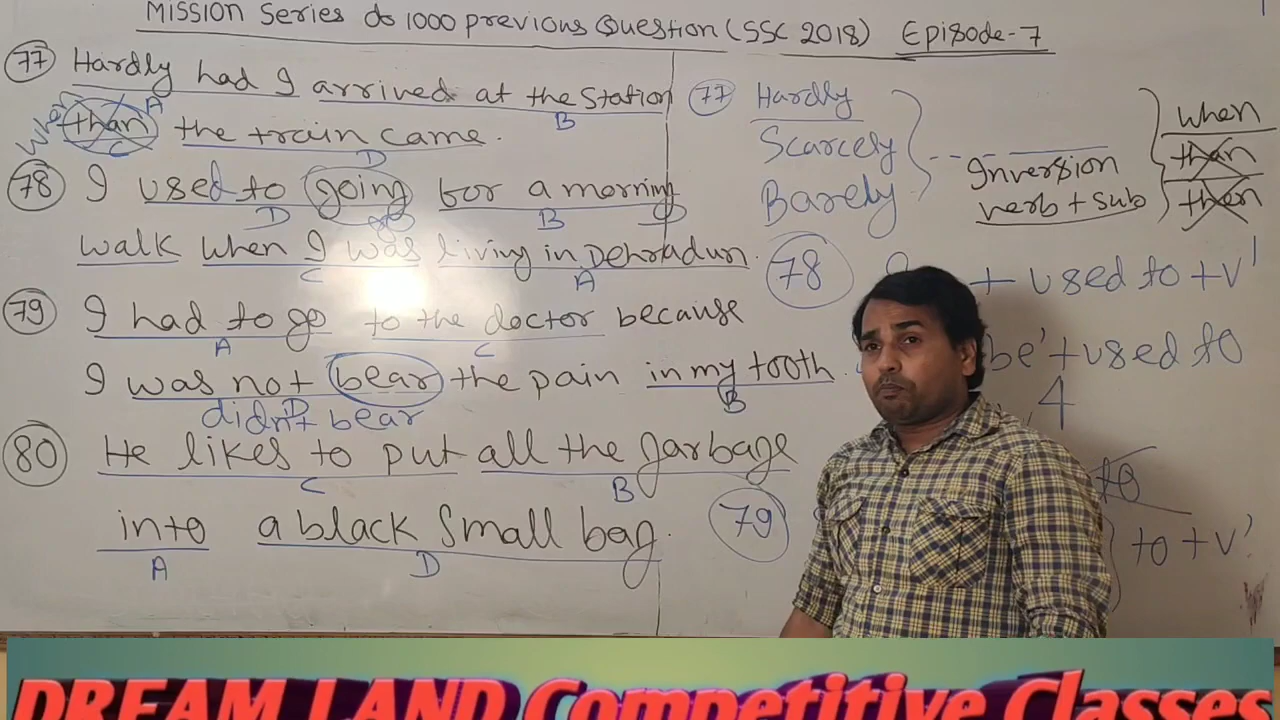 Mission Series do 1000 previous Question (SSC 2018) Episode-7
77 Hardly had I arrived at the Station
A B
when than the train came.
C D
78 I used to going for a morning
D go B
walk when I was living in Dehradun.
C A
79 I had to go to the doctor because
A C
I was not bear the pain in my tooth
D B
didn't bear
80 He likes to put all the garbage
C B
into a black small bag.
A D
77 Hardly
Scarcely
Barely
Inversion
verb + Sub
when
than
then
78 + used to + v'
be' + used to
4
to
79 to + v'
DREAM LAND Competitive Classes